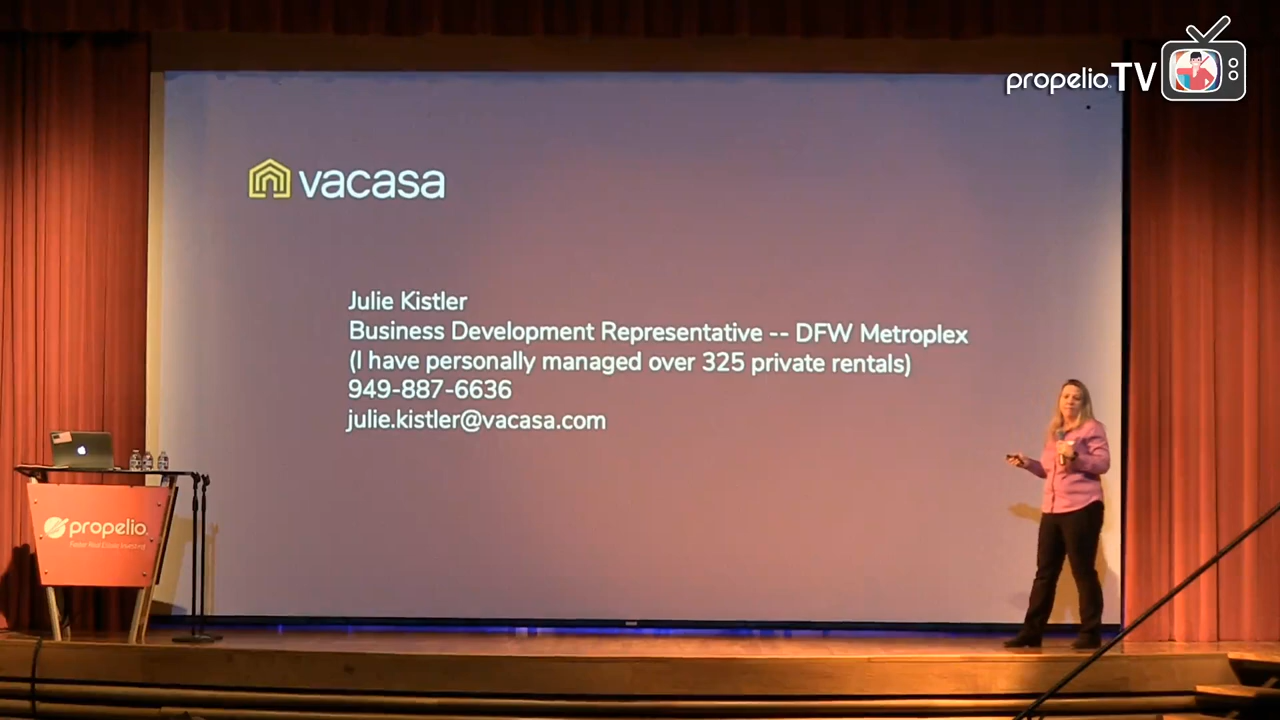 propelio TV
vacasa
Julie Kistler
Business Development Representative -- DFW Metroplex
(I have personally managed over 325 private rentals)
949-887-6636
julie.kistler@vacasa.com
propelio